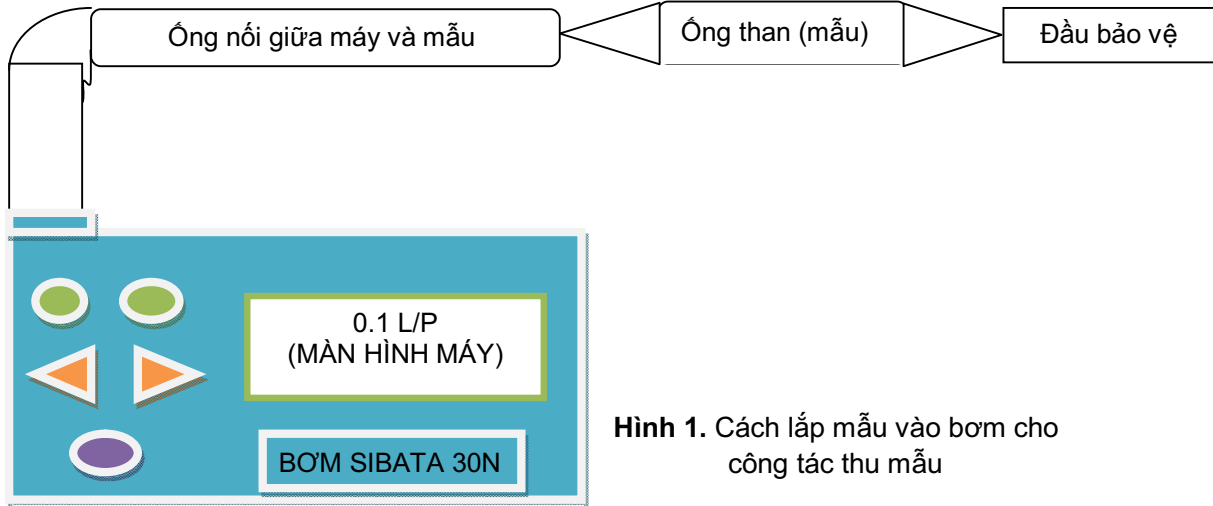 Ống nối giữa máy và mẫu
Ống than (mẫu)
Đầu bảo vệ
0.1 L/P
(MÀN HÌNH MÁY)
BƠM SIBATA 30N
Hình 1. Cách lắp mẫu vào bơm cho
công tác thu mẫu